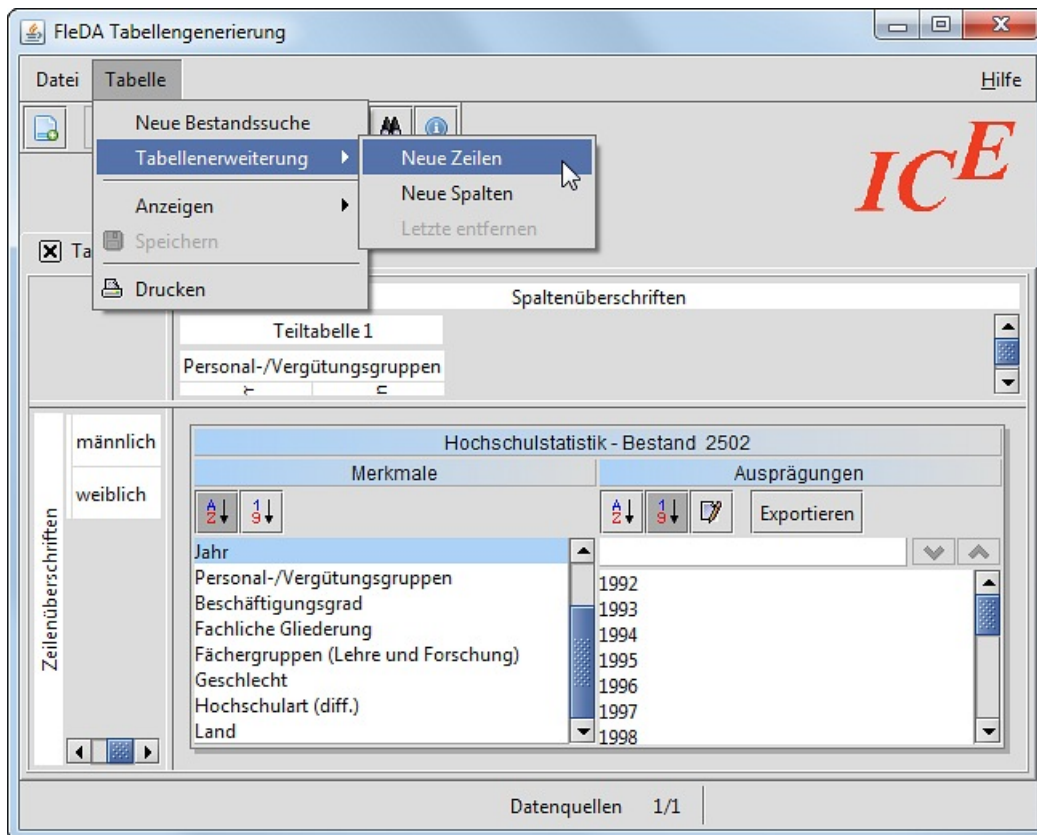 FleDA Tabellengenerierung
Datei Tabelle Hilfe
Neue Bestandssuche
Tabellenerweiterung
Neue Zeilen
Neue Spalten
Letzte entfernen
Anzeigen
Speichern
Drucken
ICE
Ta
Spaltenüberschriften
Teiltabelle 1
Personal-/Vergütungsgruppen
Zeilenüberschriften
männlich
weiblich
Hochschulstatistik - Bestand 2502
Merkmale Ausprägungen
Exportieren
Jahr
Personal-/Vergütungsgruppen
Beschäftigungsgrad
Fachliche Gliederung
Fächergruppen (Lehre und Forschung)
Geschlecht
Hochschulart (diff.)
Land
1992
1993
1994
1995
1996
1997
1998
Datenquellen 1/1